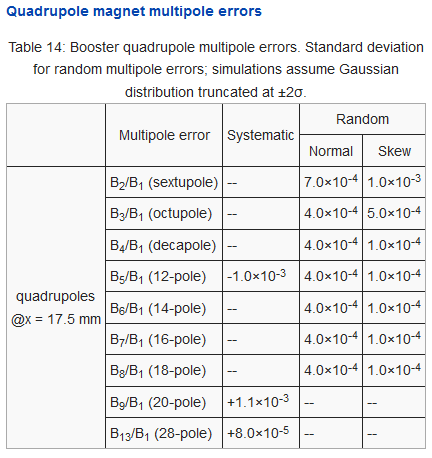 Quadrupole magnet multipole errors
Table 14: Booster quadrupole multipole errors. Standard deviation
for random multipole errors; simulations assume Gaussian
distribution truncated at ±2σ.
Multipole error Systematic Random
Normal Skew
quadrupoles
@x = 17.5 mm
B₂/B₁ (sextupole) -- 7.0×10⁻⁴ 1.0×10⁻³
B₃/B₁ (octupole) -- 4.0×10⁻⁴ 5.0×10⁻⁴
B₄/B₁ (decapole) -- 4.0×10⁻⁴ 1.0×10⁻⁴
B₅/B₁ (12-pole) -1.0×10⁻³ 4.0×10⁻⁴ 1.0×10⁻⁴
B₆/B₁ (14-pole) -- 4.0×10⁻⁴ 1.0×10⁻⁴
B₇/B₁ (16-pole) -- 4.0×10⁻⁴ 1.0×10⁻⁴
B₈/B₁ (18-pole) -- 4.0×10⁻⁴ 1.0×10⁻⁴
B₉/B₁ (20-pole) +1.1×10⁻³ -- --
B₁₃/B₁ (28-pole) +8.0×10⁻⁵ -- --